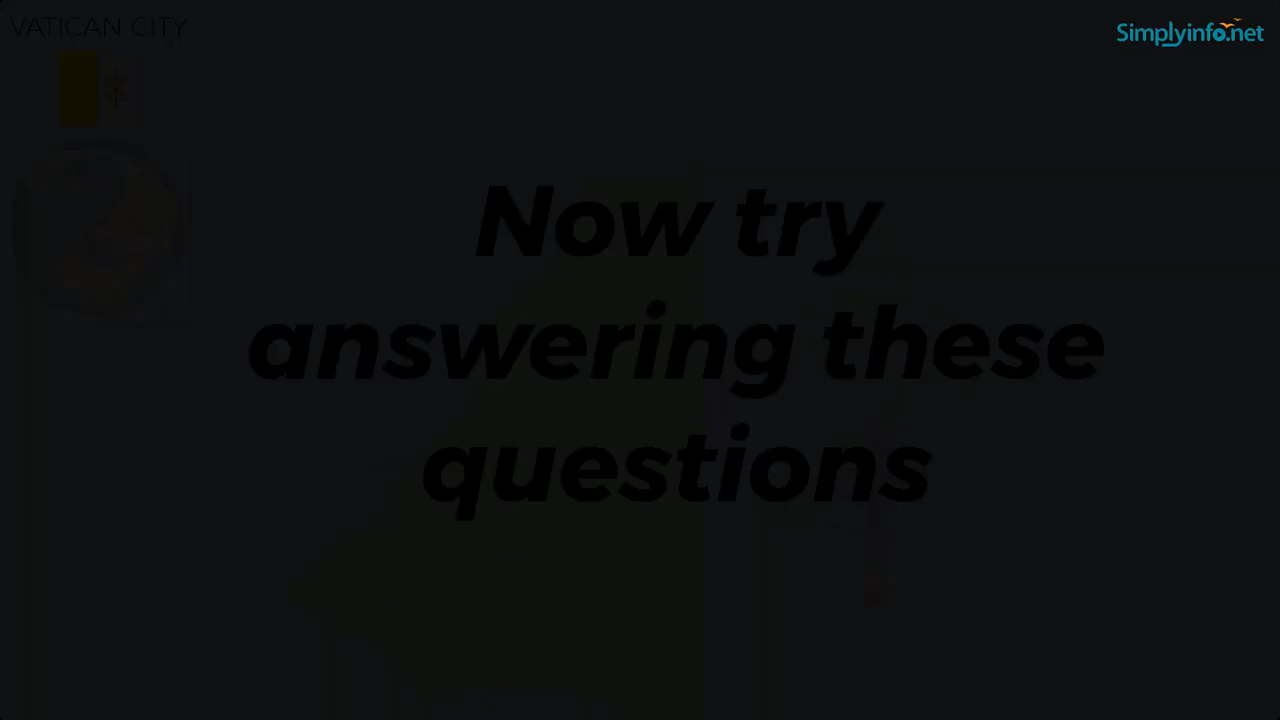 VATICAN CITY
Simplyinfo.net
Now try
answering these
questions